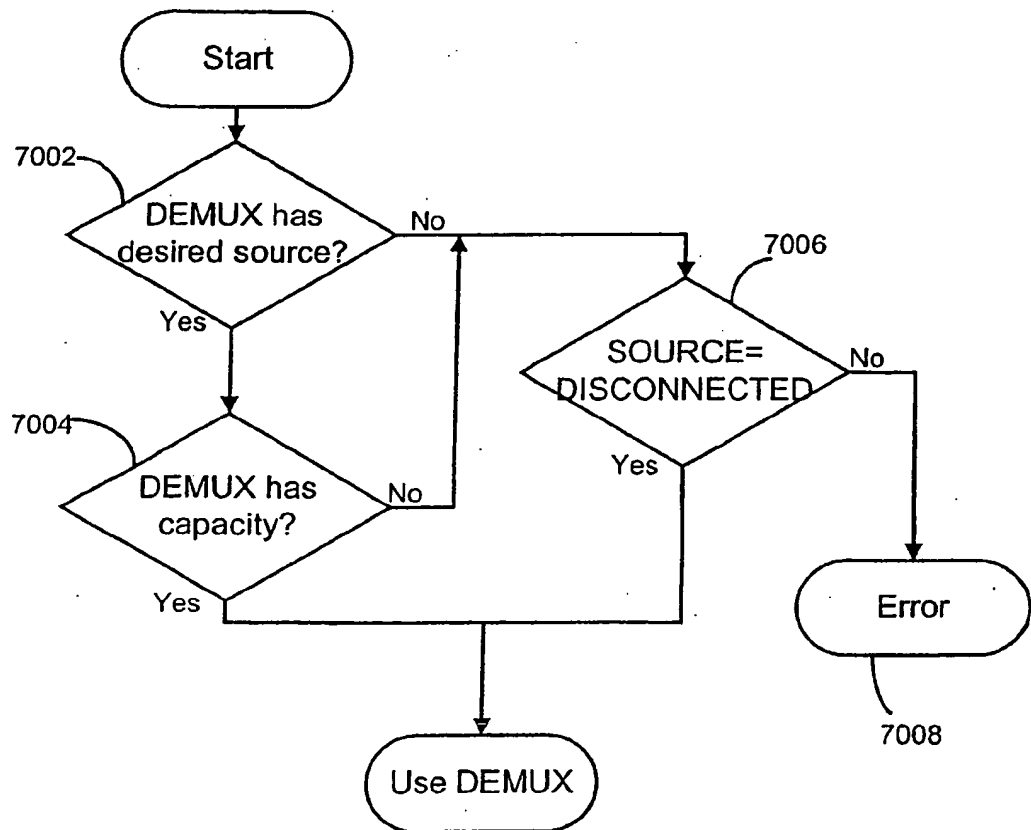 Start
7002
DEMUX has
desired source?
No
Yes
7006
SOURCE=
DISCONNECTED
No
Yes
7004
DEMUX has
capacity?
No
Yes
Error
7008
Use DEMUX